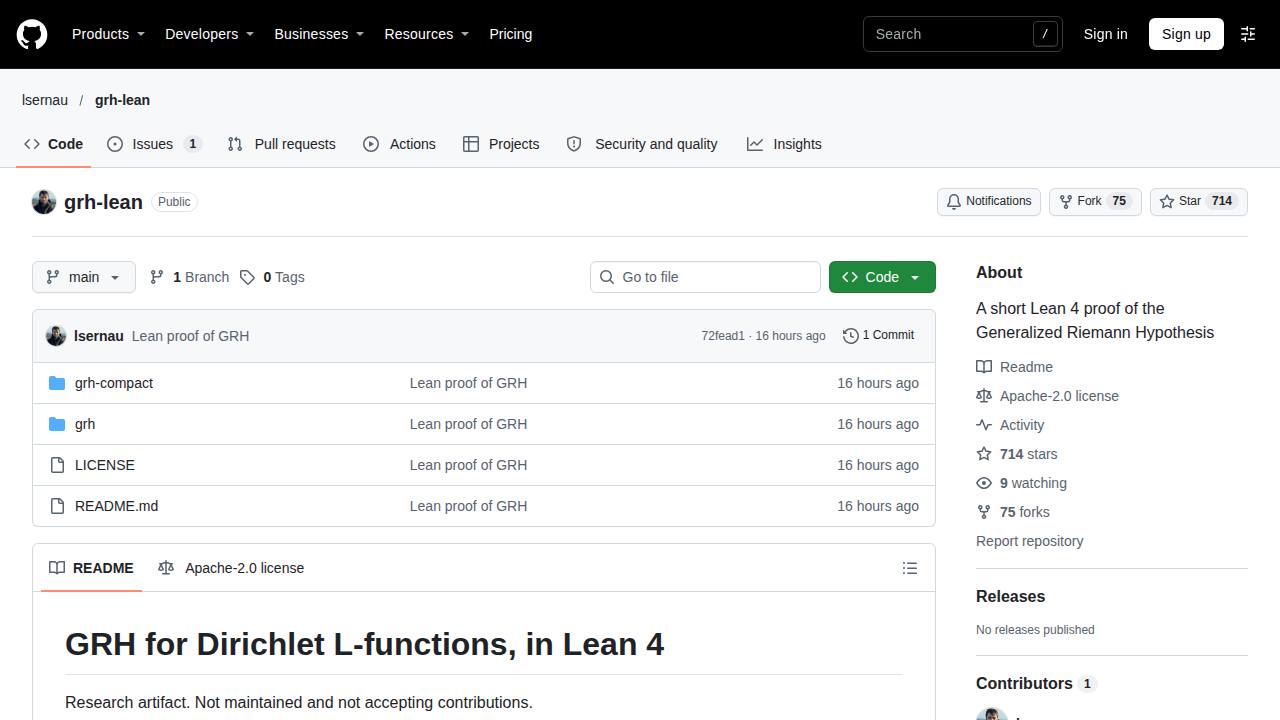 Products Developers Businesses Resources Pricing Search / Sign in Sign up
lsernau / grh-lean
Code Issues 1 Pull requests Actions Projects Security and quality Insights
grh-lean Public Notifications Fork 75 Star 714
main 1 Branch 0 Tags Go to file Code
lsernau Lean proof of GRH 72fead1 · 16 hours ago 1 Commit
grh-compact Lean proof of GRH 16 hours ago
grh Lean proof of GRH 16 hours ago
LICENSE Lean proof of GRH 16 hours ago
README.md Lean proof of GRH 16 hours ago
README Apache-2.0 license
GRH for Dirichlet L-functions, in Lean 4
Research artifact. Not maintained and not accepting contributions.
About
A short Lean 4 proof of the
Generalized Riemann Hypothesis
Readme
Apache-2.0 license
Activity
714 stars
9 watching
75 forks
Report repository
Releases
No releases published
Contributors 1